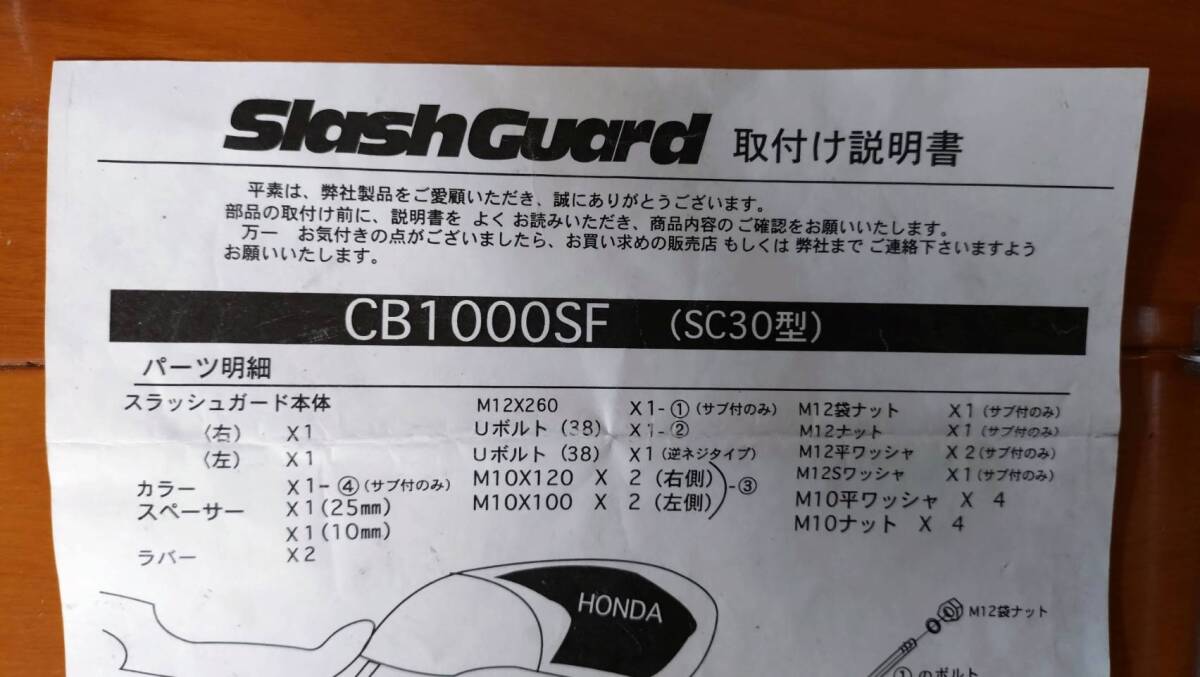 SlashGuard 取付け説明書
平素は、弊社製品をご愛顧いただき、誠にありがとうございます。
部品の取付け前に、説明書を よく お読みいただき、商品内容の ご確認をお願いいたします。
万一 お気付きの点がございましたら、お買い求めの販売店 もしくは 弊社まで ご連絡下さいますよう
お願いいたします。
CB1000SF (SC30型)
パーツ明細
スラッシュガード本体
(右) X1
(左) X1
カラー X1-④(サブ付のみ)
スペーサー X1(25mm)
X1(10mm)
ラバー X2
M12X260 X1-①(サブ付のみ)
Uボルト(38) X1-②
Uボルト(38) X1(逆ネジタイプ)
M10X120 X 2(右側)
M10X100 X 2(左側)
-③
M12袋ナット X1(サブ付のみ)
M12ナット X1(サブ付のみ)
M12平ワッシャ X2(サブ付のみ)
M12Sワッシャ X1(サブ付のみ)
M10平ワッシャ X 4
M10ナット X 4
HONDA
M12袋ナット
①のボルト